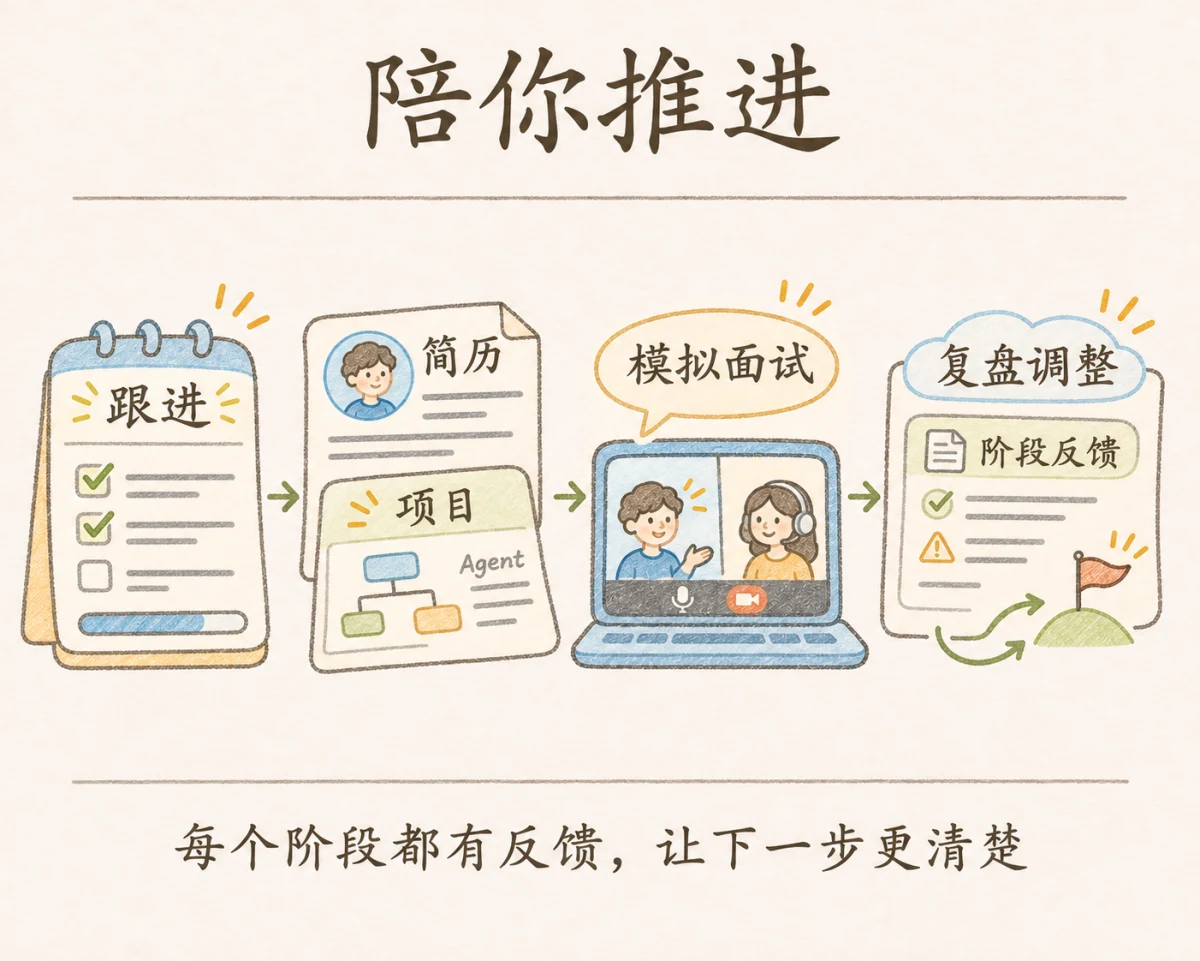 陪你推进
跟进
简历
项目
Agent
模拟面试
复盘调整
阶段反馈
每个阶段都有反馈，让下一步更清楚